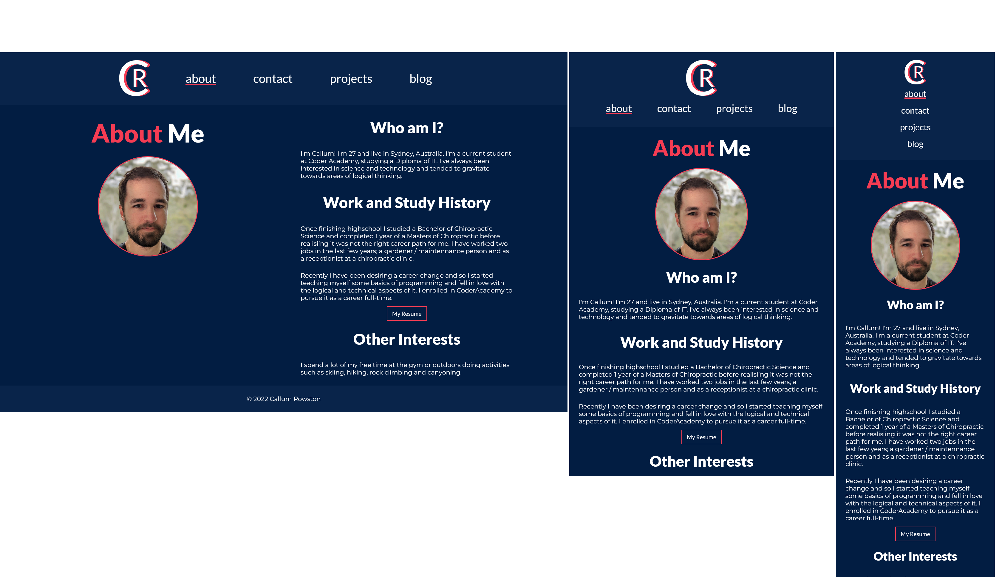 CR
about contact projects blog
About Me
Who am I?
I'm Callum! I'm 27 and live in Sydney, Australia. I'm a current student
at Coder Academy, studying a Diploma of IT. I've always been
interested in science and technology and tended to gravitate
towards areas of logical thinking.
Work and Study History
Once finishing highschool I studied a Bachelor of Chiropractic
Science and completed 1 year of a Masters of Chiropractic before
realisiing it was not the right career path for me. I have worked two
jobs in the last few years; a gardener / maintennance person and as
a receptionist at a chiropractic clinic.
Recently I have been desiring a career change and so I started
teaching myself some basics of programming and fell in love with
the logical and technical aspects of it. I enrolled in CoderAcademy to
pursue it as a career full-time.
My Resume
Other Interests
I spend a lot of my free time at the gym or outdoors doing activities
such as skiing, hiking, rock climbing and canyoning.
© 2022 Callum Rowston
CR
about contact projects blog
About Me
Who am I?
I'm Callum! I'm 27 and live in Sydney, Australia. I'm a current student at Coder
Academy, studying a Diploma of IT. I've always been interested in science and
technology and tended to gravitate towards areas of logical thinking.
Work and Study History
Once finishing highschool I studied a Bachelor of Chiropractic Science and
completed 1 year of a Masters of Chiropractic before realisiing it was not the
right career path for me. I have worked two jobs in the last few years; a
gardener / maintennance person and as a receptionist at a chiropractic clinic.
Recently I have been desiring a career change and so I started teaching myself
some basics of programming and fell in love with the logical and technical
aspects of it. I enrolled in CoderAcademy to pursue it as a career full-time.
My Resume
Other Interests
CR
about
contact
projects
blog
About Me
Who am I?
I'm Callum! I'm 27 and live in Sydney,
Australia. I'm a current student at Coder
Academy, studying a Diploma of IT. I've
always been interested in science and
technology and tended to gravitate towards
areas of logical thinking.
Work and Study History
Once finishing highschool I studied a
Bachelor of Chiropractic Science and
completed 1 year of a Masters of Chiropractic
before realisiing it was not the right career
path for me. I have worked two jobs in the
last few years; a gardener / maintennance
person and as a receptionist at a chiropractic
clinic.
Recently I have been desiring a career
change and so I started teaching myself
some basics of programming and fell in love
with the logical and technical aspects of it. I
enrolled in CoderAcademy to pursue it as a
career full-time.
My Resume
Other Interests